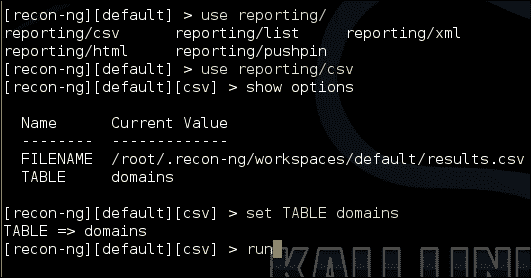 [recon-ng][default] > use reporting/
reporting/csv reporting/list reporting/xml
reporting/html reporting/pushpin
[recon-ng][default] > use reporting/csv
[recon-ng][default][csv] > show options
Name Current Value
-------- -------------
FILENAME /root/.recon-ng/workspaces/default/results.csv
TABLE domains
[recon-ng][default][csv] > set TABLE domains
TABLE => domains
[recon-ng][default][csv] > run